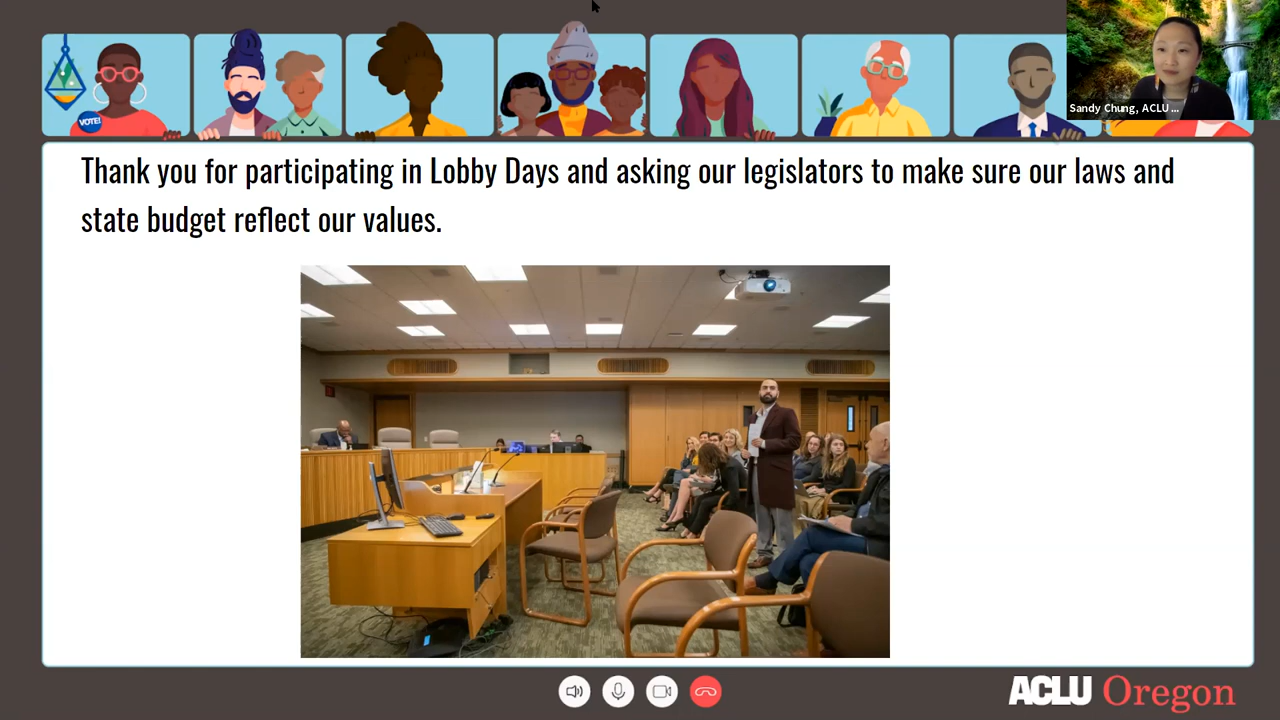 VOTE!
Sandy Chung, ACLU ...
Thank you for participating in Lobby Days and asking our legislators to make sure our laws and
state budget reflect our values.
ACLU Oregon